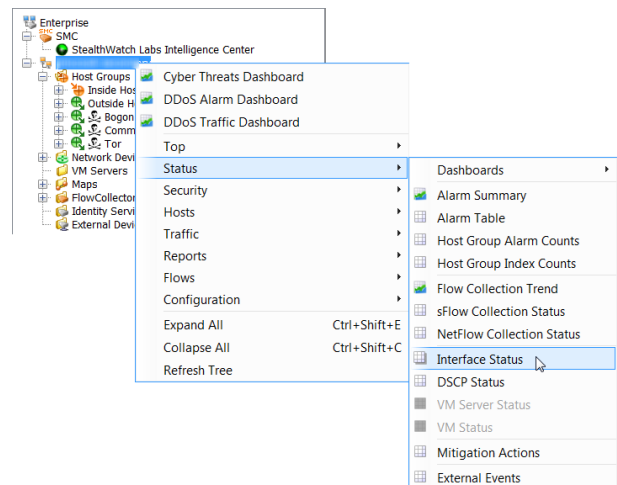 Enterprise
SMC
SMC
StealthWatch Labs Intelligence Center
Host Groups
Inside Hos
Outside H
Bogon
Comm
Tor
Network Devi
VM Servers
Maps
FlowCollector
Identity Servi
External Devi
Cyber Threats Dashboard
DDoS Alarm Dashboard
DDoS Traffic Dashboard
Top
Status
Security
Hosts
Traffic
Reports
Flows
Configuration
Expand All Ctrl+Shift+E
Collapse All Ctrl+Shift+C
Refresh Tree
Dashboards
Alarm Summary
Alarm Table
Host Group Alarm Counts
Host Group Index Counts
Flow Collection Trend
sFlow Collection Status
NetFlow Collection Status
Interface Status
DSCP Status
VM Server Status
VM Status
Mitigation Actions
External Events